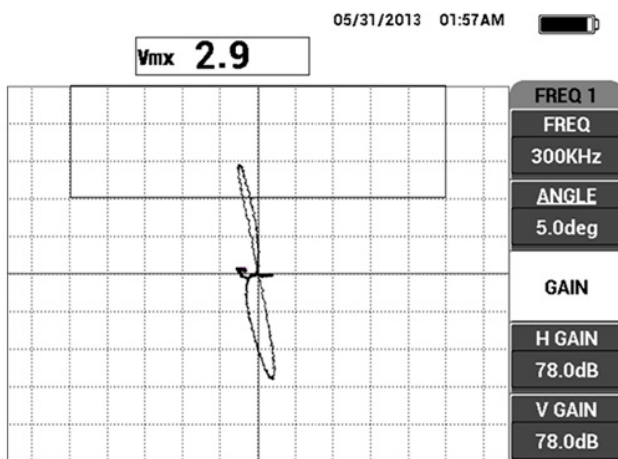 05/31/2013 01:57AM
Vmx 2.9
FREQ 1
FREQ
300KHz
ANGLE
5.0deg
GAIN
H GAIN
78.0dB
V GAIN
78.0dB